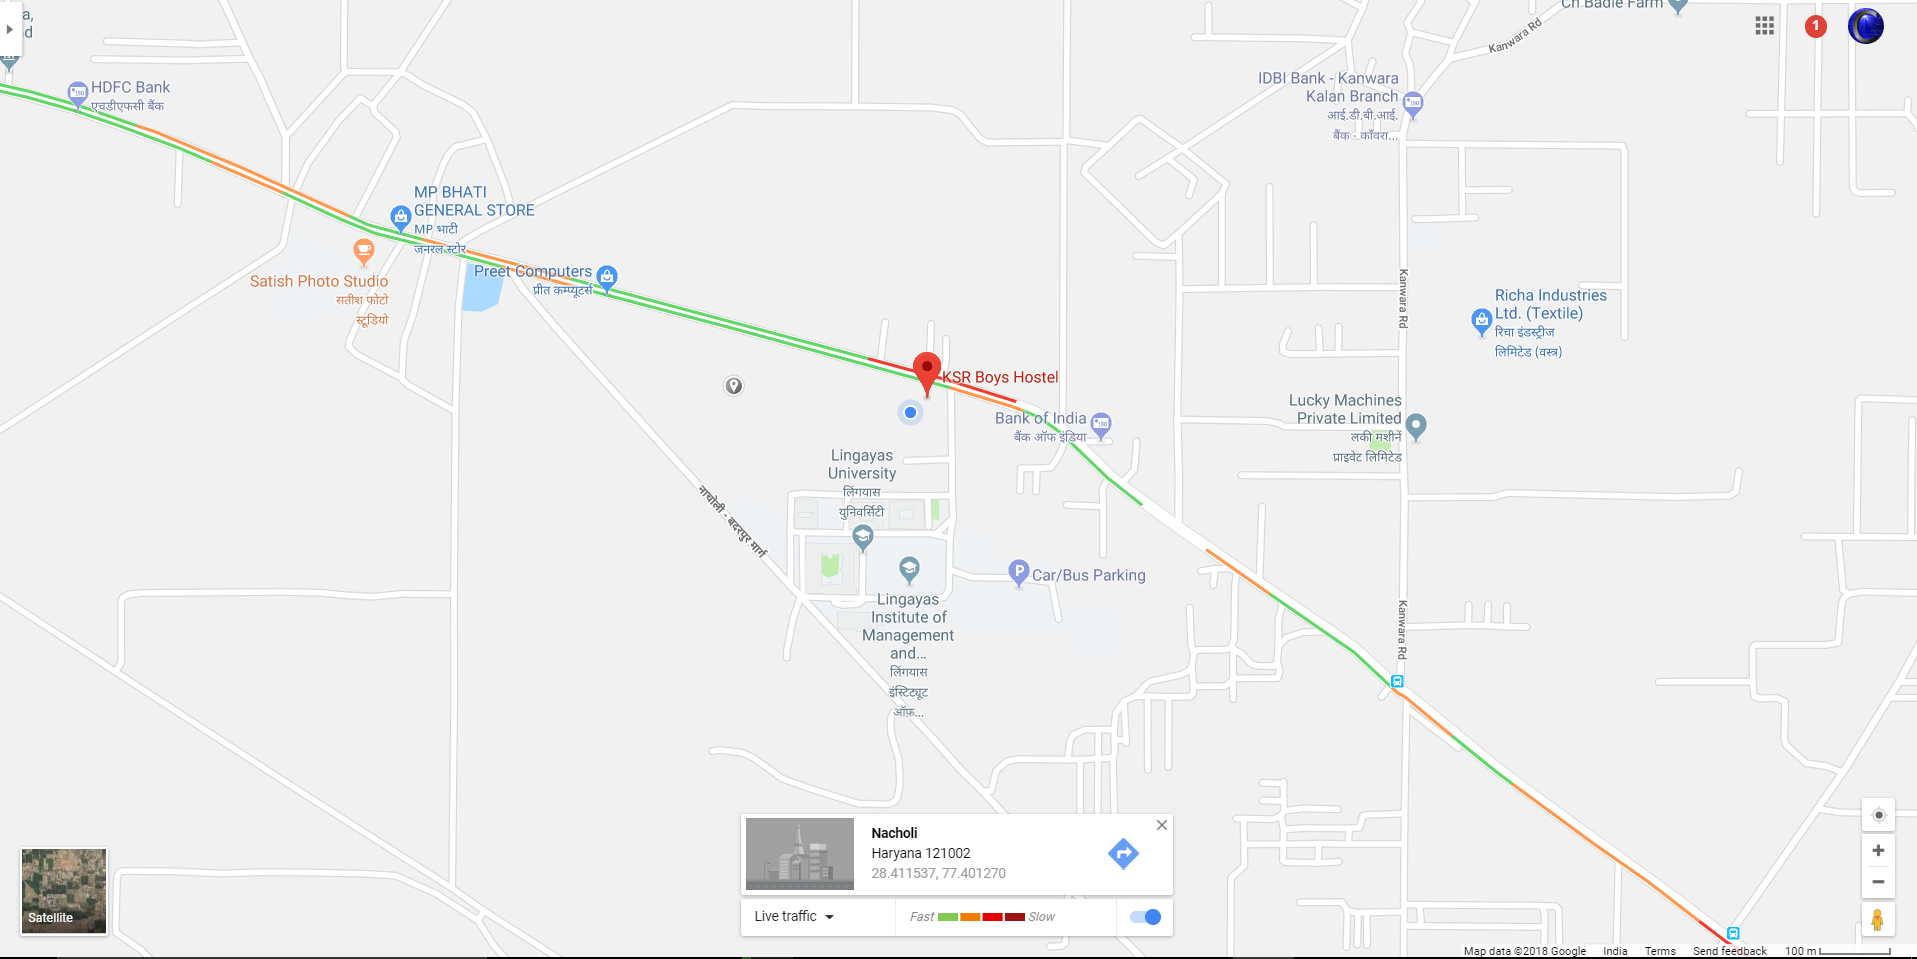 a,
d
Ch Badle Farm
1
Kanwara Rd
HDFC Bank
एचडीएफसी बैंक
IDBI Bank - Kanwara
Kalan Branch
आई.डी.बी.आई.
बैंक - काँवरा...
MP BHATI
GENERAL STORE
MP भाटी
जनरल स्टोर
Satish Photo Studio
सतीश फोटो
स्टूडियो
Preet Computers
प्रीत कम्प्यूटर्स
Kanwara Rd
Richa Industries
Ltd. (Textile)
रिचा इंडस्ट्रीज
लिमिटेड (वस्त्र)
KSR Boys Hostel
Bank of India
बैंक ऑफ इंडिया
Lucky Machines
Private Limited
लकी मशीनें
प्राइवेट लिमिटेड
Lingayas
University
लिंगयास
युनिवर्सिटी
नाचोली - बदरपुर मार्ग
P
Car/Bus Parking
Lingayas
Institute of
Management
and...
लिंगयास
इंस्टिट्यूट
ऑफ़...
Kanwara Rd
Nacholi
Haryana 121002
28.411537, 77.401270
Live traffic
Fast
Slow
Satellite
Map data ©2018 Google India Terms Send feedback 100 m